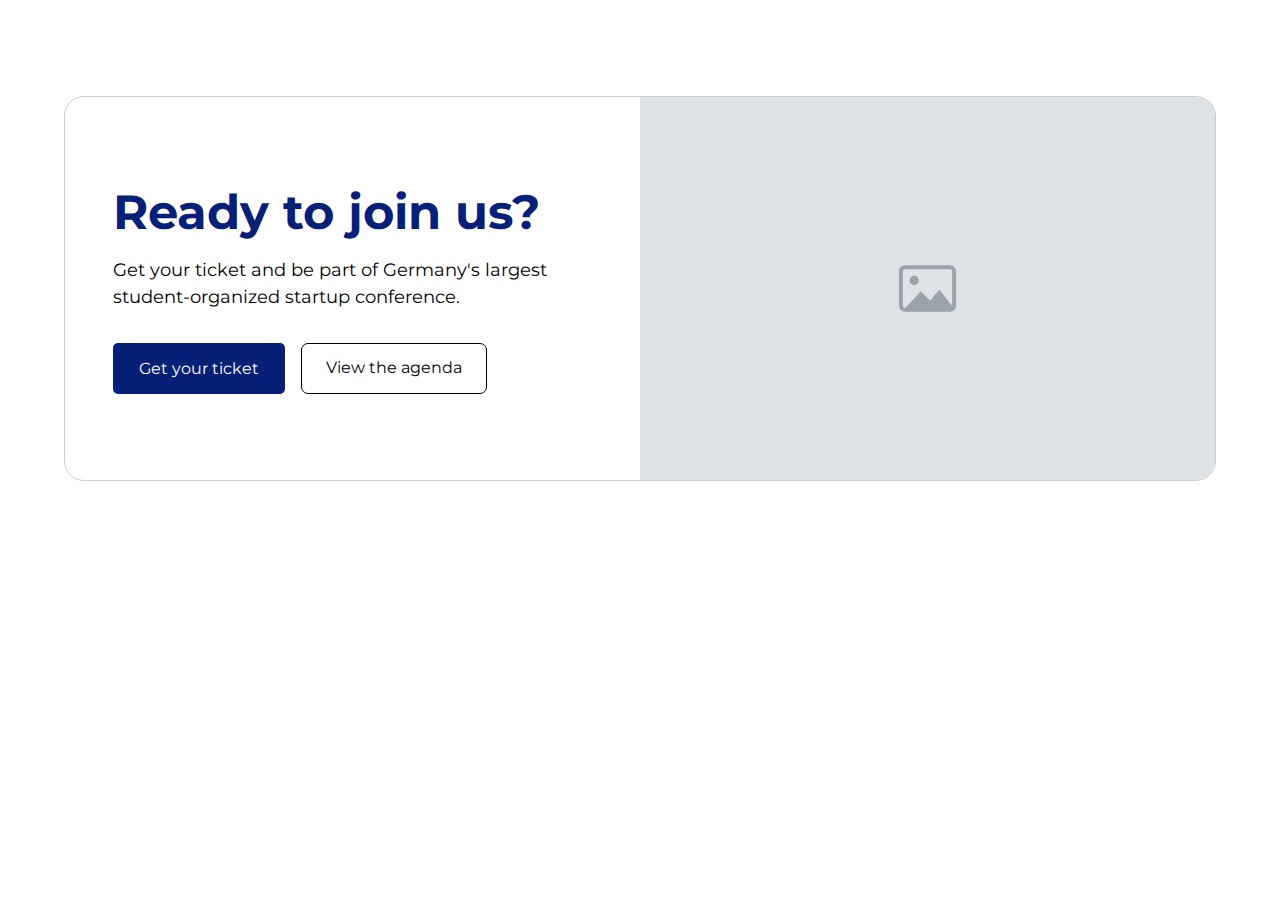 Ready to join us?
Get your ticket and be part of Germany's largest
student-organized startup conference.
Get your ticket
View the agenda